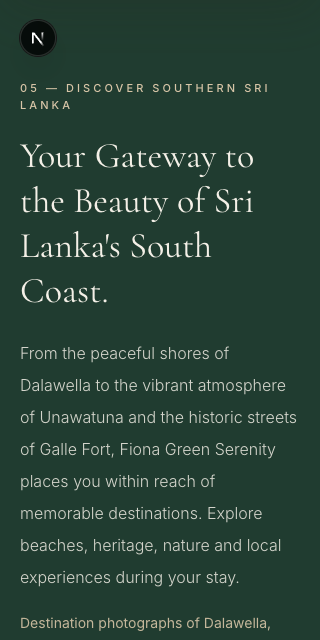 N
05 — DISCOVER SOUTHERN SRI
LANKA
Your Gateway to
the Beauty of Sri
Lanka's South
Coast.
From the peaceful shores of
Dalawella to the vibrant atmosphere
of Unawatuna and the historic streets
of Galle Fort, Fiona Green Serenity
places you within reach of
memorable destinations. Explore
beaches, heritage, nature and local
experiences during your stay.
Destination photographs of Dalawella,